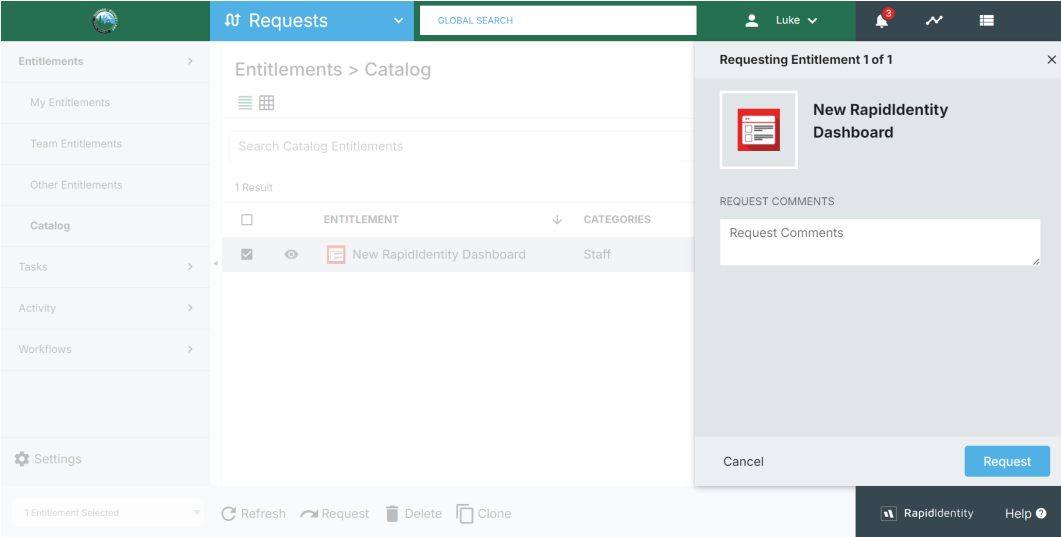 Requests
GLOBAL SEARCH
Luke
3
Entitlements
My Entitlements
Team Entitlements
Other Entitlements
Catalog
Tasks
Activity
Workflows
Settings
Entitlements > Catalog
Search Catalog Entitlements
1 Result
ENTITLEMENT
CATEGORIES
New RapidIdentity Dashboard
Staff
Requesting Entitlement 1 of 1
New RapidIdentity
Dashboard
REQUEST COMMENTS
Request Comments
Cancel
Request
1 Entitlement Selected
Refresh
Request
Delete
Clone
RapidIdentity
Help